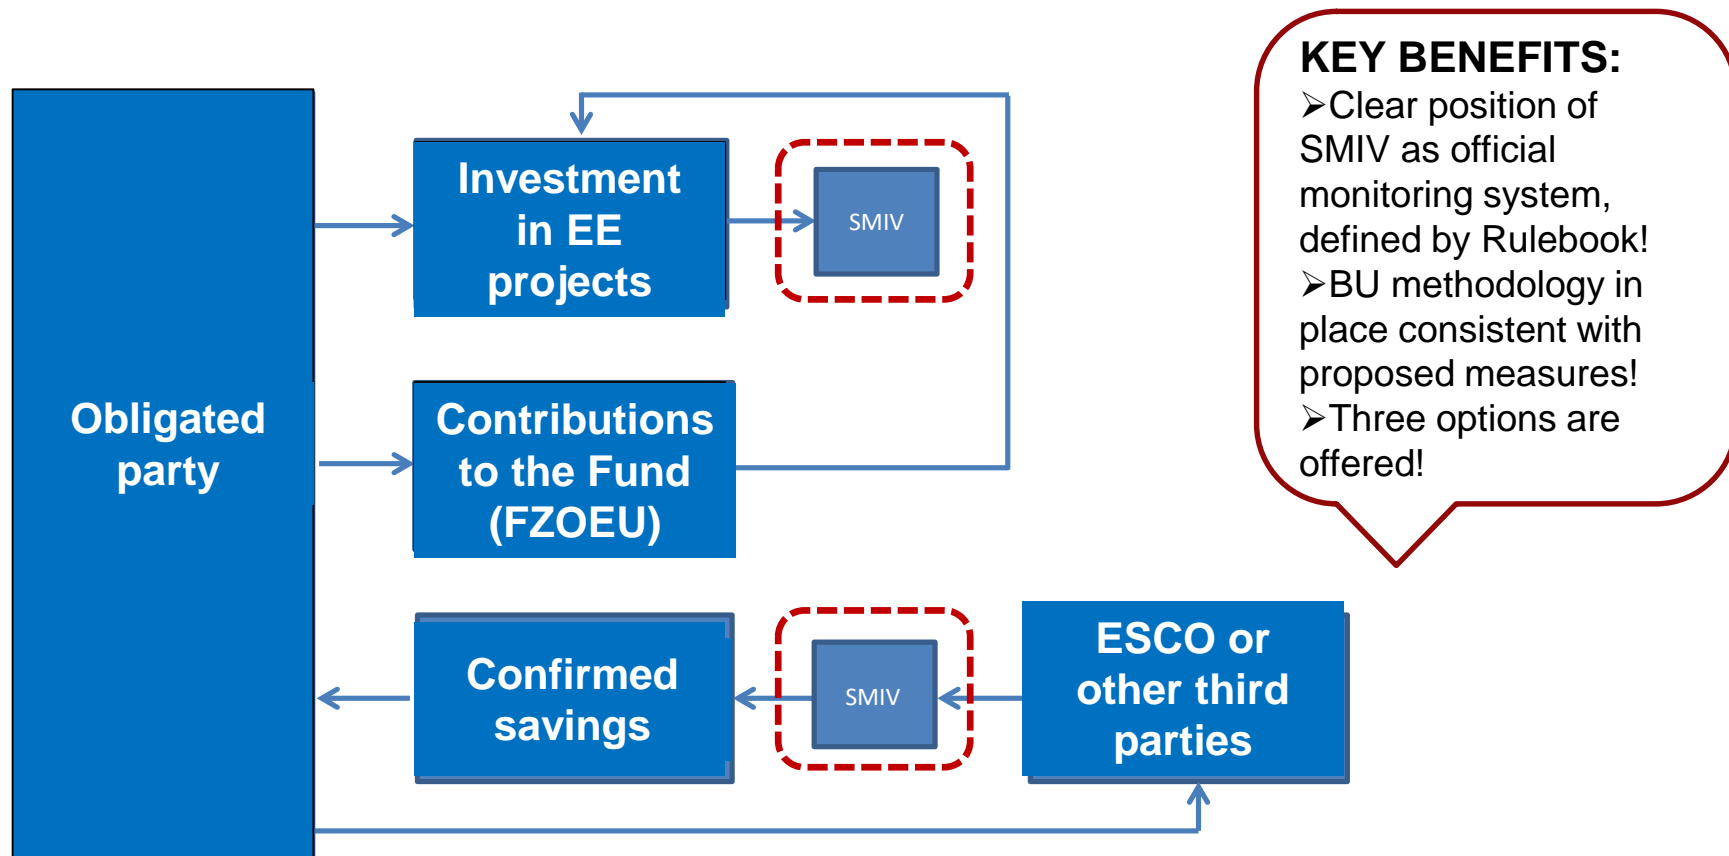 Obligated
party
Investment
in EE
projects
SMIV
Contributions
to the Fund
(FZOEU)
Confirmed
savings
SMIV
ESCO or
other third
parties
KEY BENEFITS:
➢Clear position of
SMIV as official
monitoring system,
defined by Rulebook!
➢BU methodology in
place consistent with
proposed measures!
➢Three options are
offered!